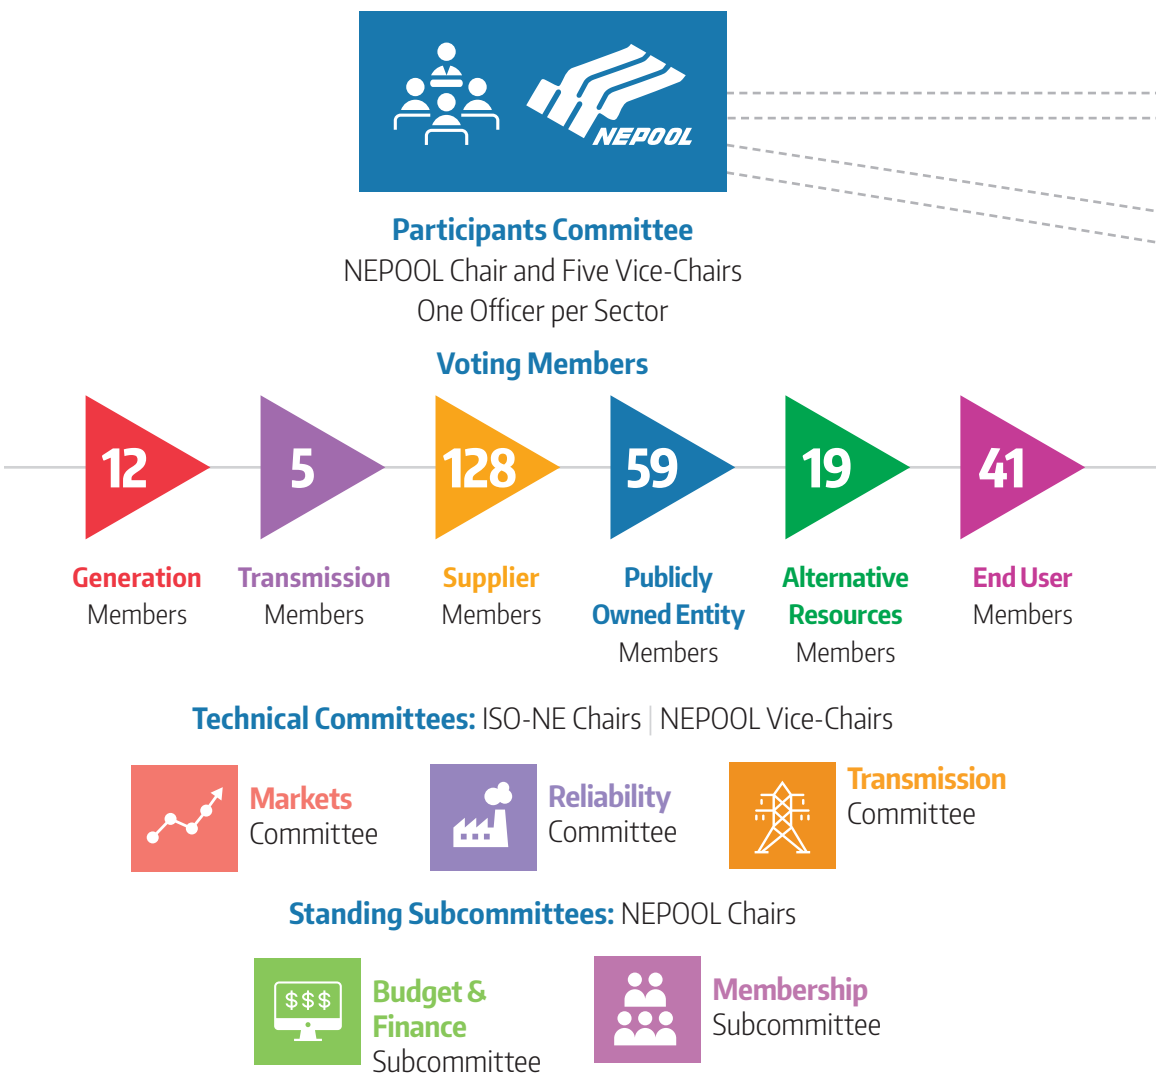 NEPOOL
Participants Committee
NEPOOL Chair and Five Vice-Chairs
One Officer per Sector
Voting Members
12
5
128
59
19
41
Generation
Members
Transmission
Members
Supplier
Members
Publicly
Owned Entity
Members
Alternative
Resources
Members
End User
Members
Technical Committees: ISO-NE Chairs | NEPOOL Vice-Chairs
Markets
Committee
Reliability
Committee
Transmission
Committee
Standing Subcommittees: NEPOOL Chairs
$$$
Budget &
Finance
Subcommittee
Membership
Subcommittee